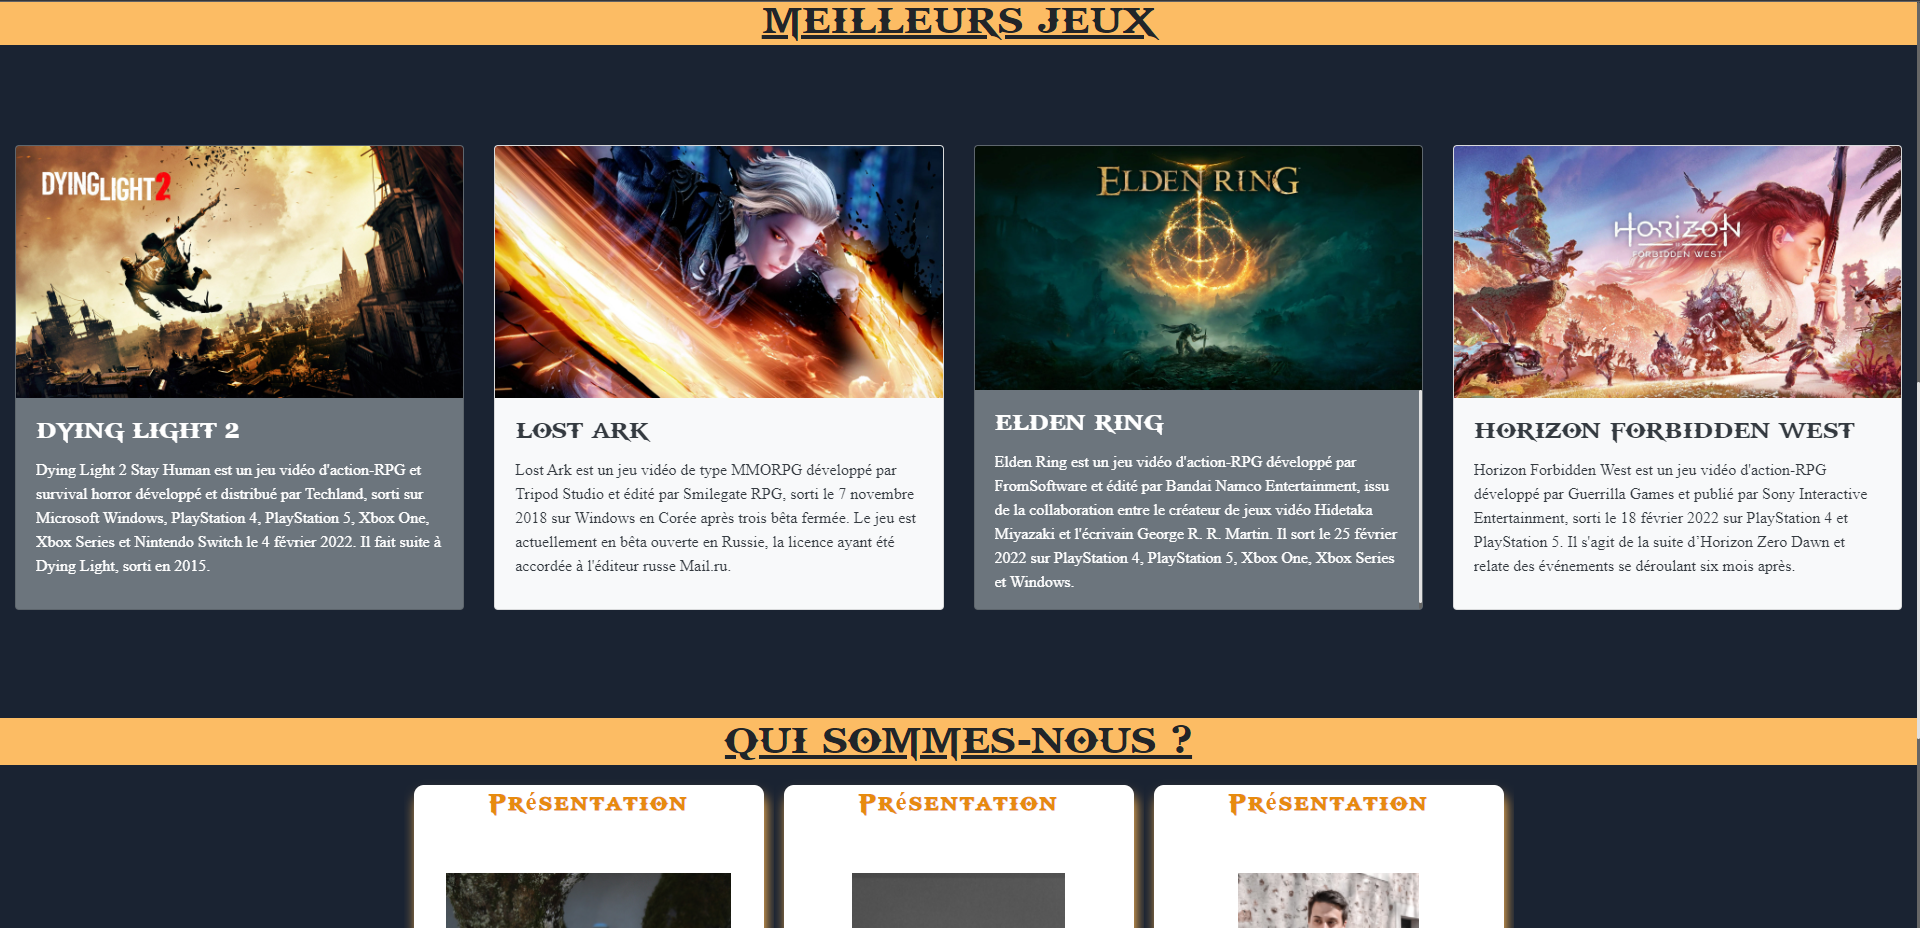 MEILLEURS JEUX
DYING LIGHT 2
DYING LIGHT 2
Dying Light 2 Stay Human est un jeu vidéo d'action-RPG et
survival horror développé et distribué par Techland, sorti sur
Microsoft Windows, PlayStation 4, PlayStation 5, Xbox One,
Xbox Series et Nintendo Switch le 4 février 2022. Il fait suite à
Dying Light, sorti en 2015.
LOST ARK
Lost Ark est un jeu vidéo de type MMORPG développé par
Tripod Studio et édité par Smilegate RPG, sorti le 7 novembre
2018 sur Windows en Corée après trois bêta fermée. Le jeu est
actuellement en bêta ouverte en Russie, la licence ayant été
accordée à l'éditeur russe Mail.ru.
ELDEN RING
ELDEN RING
Elden Ring est un jeu vidéo d'action-RPG développé par
FromSoftware et édité par Bandai Namco Entertainment, issu
de la collaboration entre le créateur de jeux vidéo Hidetaka
Miyazaki et l'écrivain George R. R. Martin. Il sort le 25 février
2022 sur PlayStation 4, PlayStation 5, Xbox One, Xbox Series
et Windows.
HORIZON
FORBIDDEN WEST
HORIZON FORBIDDEN WEST
Horizon Forbidden West est un jeu vidéo d'action-RPG
développé par Guerrilla Games et publié par Sony Interactive
Entertainment, sorti le 18 février 2022 sur PlayStation 4 et
PlayStation 5. Il s'agit de la suite d’Horizon Zero Dawn et
relate des événements se déroulant six mois après.
QUI SOMMES-NOUS ?
Présentation
Présentation
Présentation